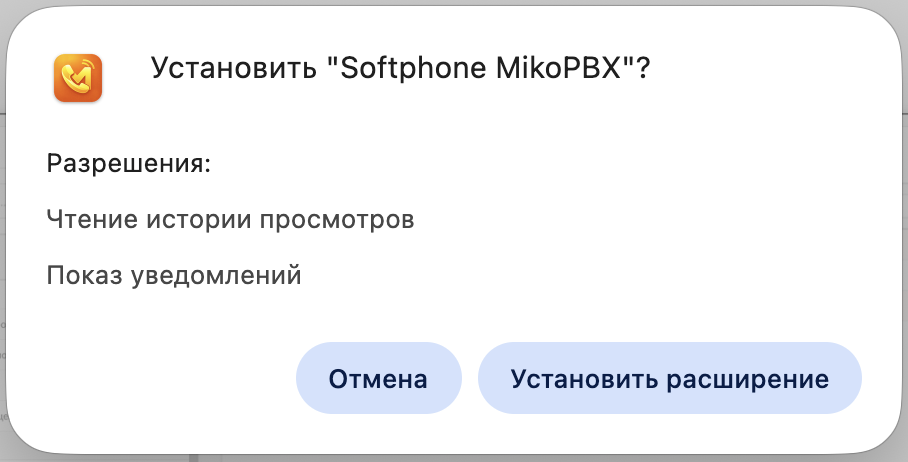 Установить "Softphone MikoPBX"?
Разрешения:
Чтение истории просмотров
Показ уведомлений
Отмена
Установить расширение